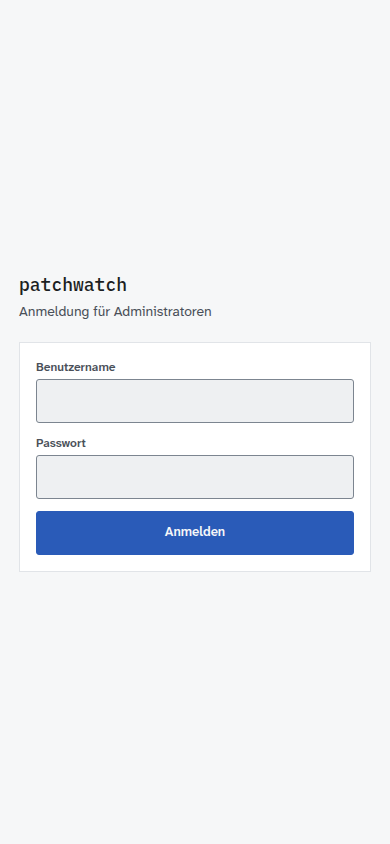 patchwatch
Anmeldung für Administratoren
Benutzername
Passwort
Anmelden